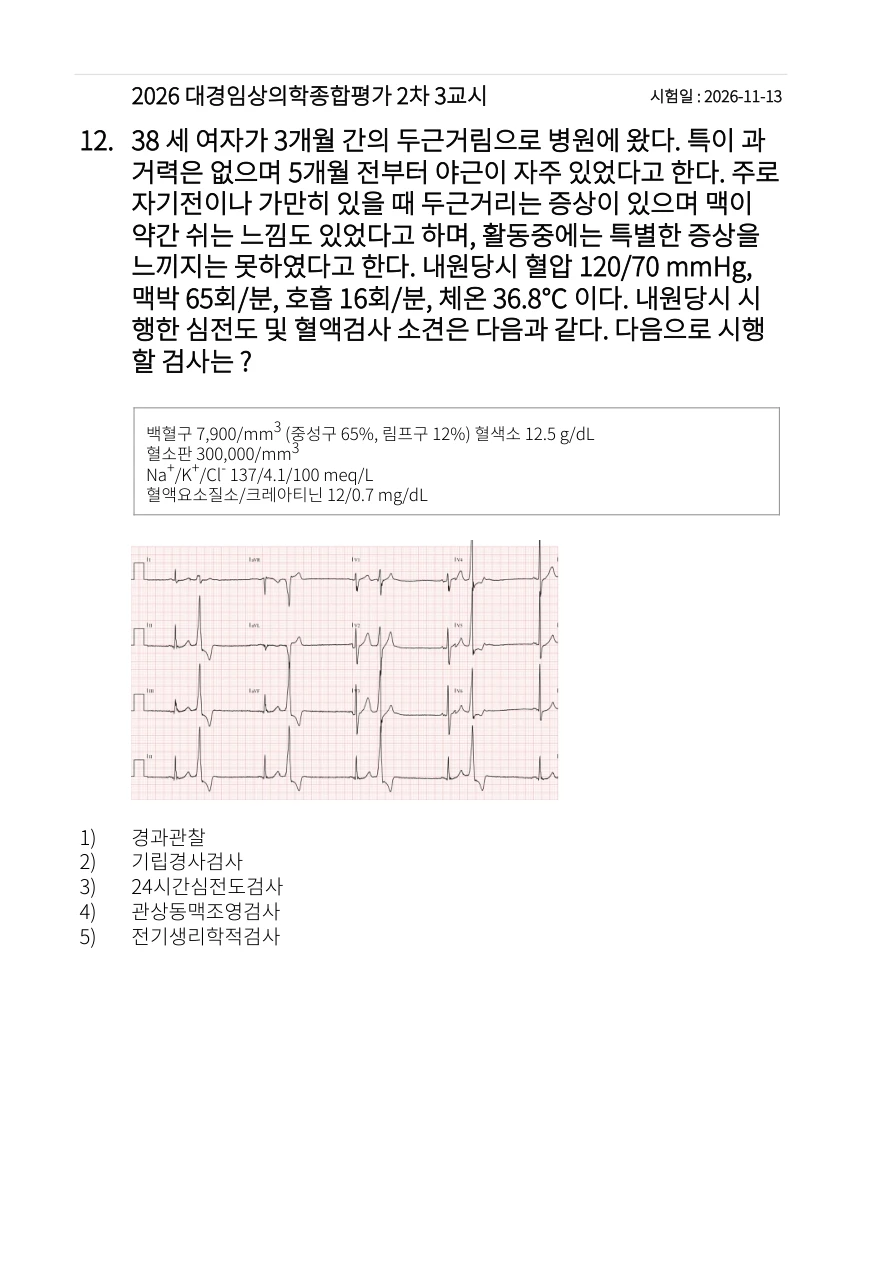 2026 대경임상의학종합평가 2차 3교시
시험일 : 2026-11-13
12. 38 세 여자가 3개월 간의 두근거림으로 병원에 왔다. 특이 과
거력은 없으며 5개월 전부터 야근이 자주 있었다고 한다. 주로
자기전이나 가만히 있을 때 두근거리는 증상이 있으며 맥이
약간 쉬는 느낌도 있었다고 하며, 활동중에는 특별한 증상을
느끼지는 못하였다고 한다. 내원당시 혈압 120/70 mmHg,
맥박 65회/분, 호흡 16회/분, 체온 36.8℃ 이다. 내원당시 시
행한 심전도 및 혈액검사 소견은 다음과 같다. 다음으로 시행
할 검사는 ?
백혈구 7,900/mm3 (중성구 65%, 림프구 12%) 혈색소 12.5 g/dL
혈소판 300,000/mm3
Na+/K+/Cl- 137/4.1/100 meq/L
혈액요소질소/크레아티닌 12/0.7 mg/dL
I aVR V1 V4
II aVL V2 V5
III aVF V3 V6
II
1) 경과관찰
2) 기립경사검사
3) 24시간심전도검사
4) 관상동맥조영검사
5) 전기생리학적검사